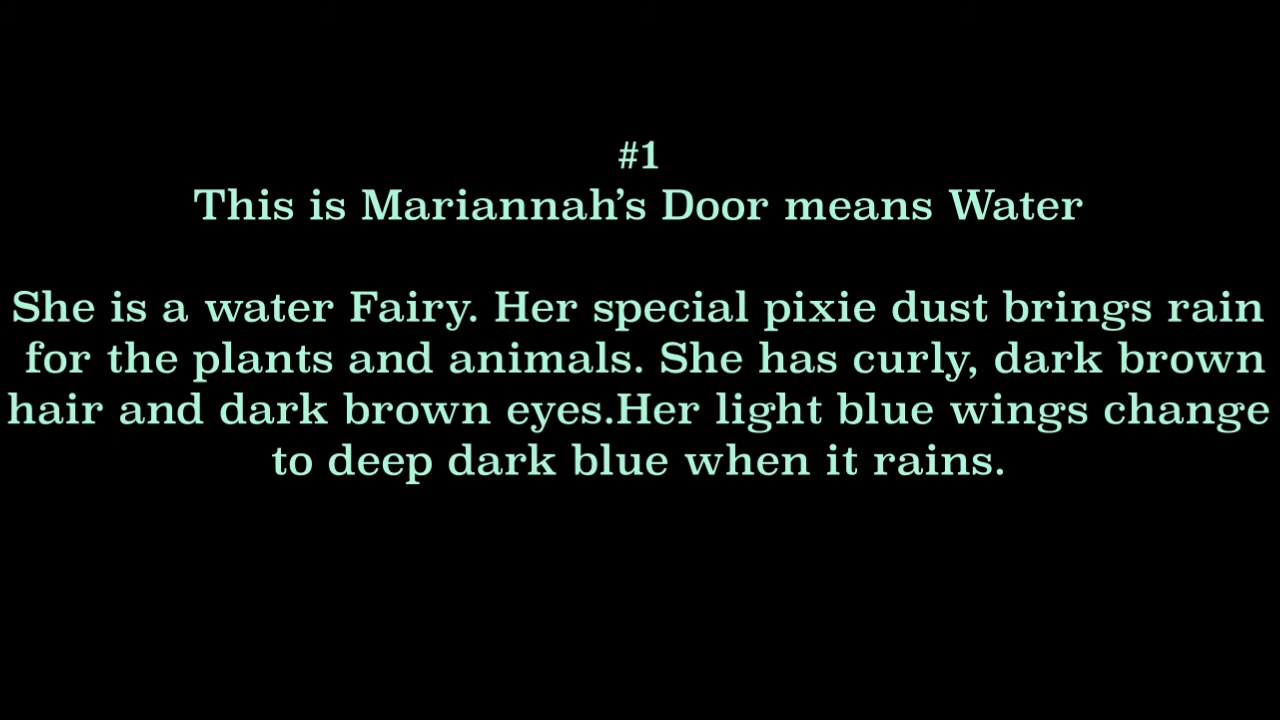 #1
This is Mariannah’s Door means Water
She is a water Fairy. Her special pixie dust brings rain
for the plants and animals. She has curly, dark brown
hair and dark brown eyes.Her light blue wings change
to deep dark blue when it rains.